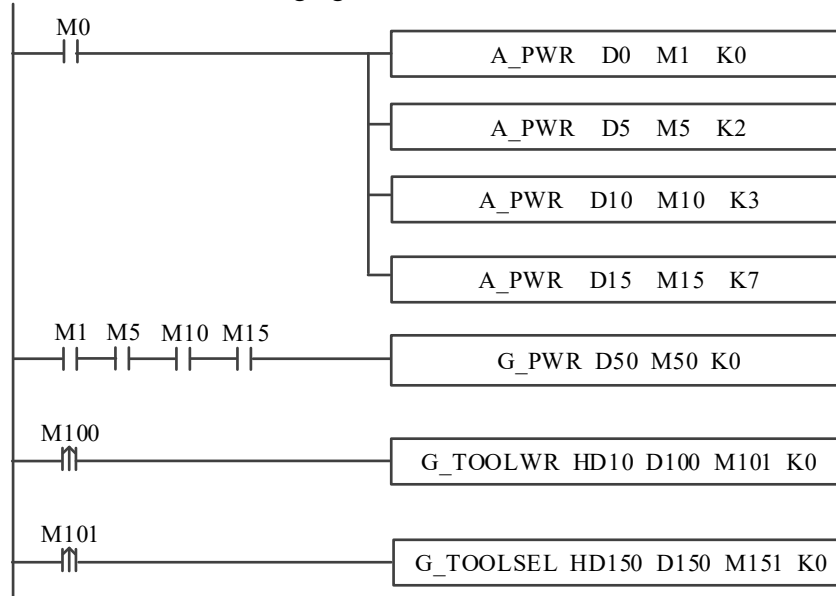 M0
A_PWR D0 M1 K0
A_PWR D5 M5 K2
A_PWR D10 M10 K3
A_PWR D15 M15 K7
M1 M5 M10 M15
G_PWR D50 M50 K0
M100
G_TOOLWR HD10 D100 M101 K0
M101
G_TOOLSEL HD150 D150 M151 K0